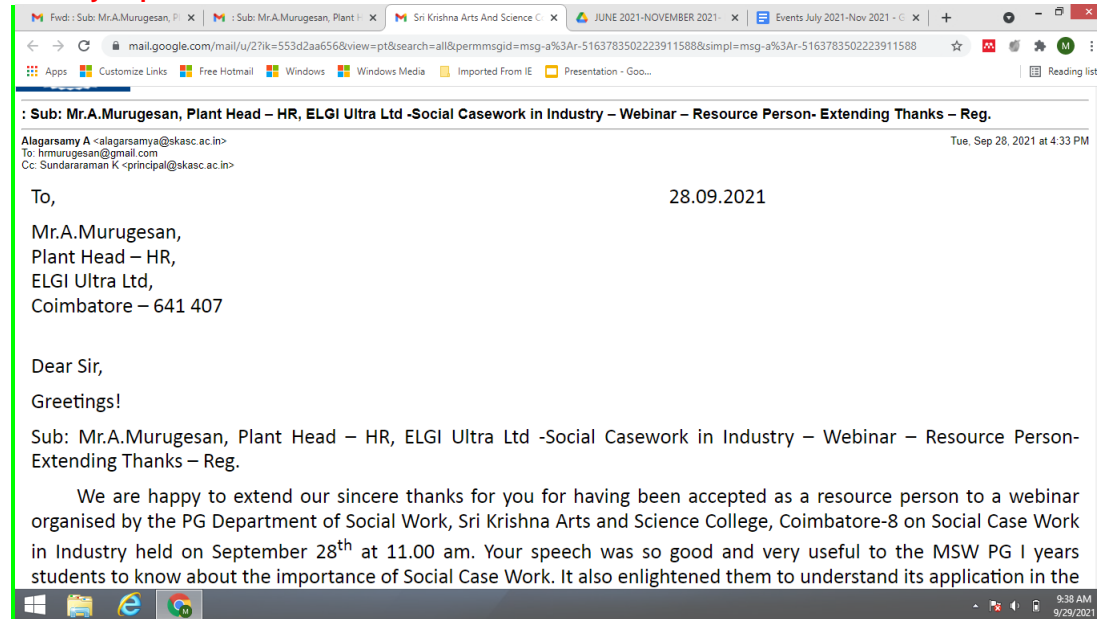 Fwd: : Sub: Mr.A.Murugesan, P
: Sub: Mr.A.Murugesan, Plant H
Sri Krishna Arts And Science C
JUNE 2021-NOVEMBER 2021-
Events July 2021-Nov 2021 - G
mail.google.com/mail/u/2?ik=553d2aa656&view=pt&search=all&permmsgid=msg-a%3Ar-5163783502223911588&simpl=msg-a%3Ar-5163783502223911588
M
Apps Customize Links Free Hotmail Windows Windows Media Imported From IE Presentation - Goo... Reading list
: Sub: Mr.A.Murugesan, Plant Head – HR, ELGI Ultra Ltd -Social Casework in Industry – Webinar – Resource Person- Extending Thanks – Reg.
Alagarsamy A <alagarsamya@skasc.ac.in> Tue, Sep 28, 2021 at 4:33 PM
To: hrmurugesan@gmail.com
Cc: Sundararaman K <principal@skasc.ac.in>
To, 28.09.2021
Mr.A.Murugesan,
Plant Head – HR,
ELGI Ultra Ltd,
Coimbatore – 641 407
Dear Sir,
Greetings!
Sub: Mr.A.Murugesan, Plant Head – HR, ELGI Ultra Ltd -Social Casework in Industry – Webinar – Resource Person-
Extending Thanks – Reg.
We are happy to extend our sincere thanks for you for having been accepted as a resource person to a webinar
organised by the PG Department of Social Work, Sri Krishna Arts and Science College, Coimbatore-8 on Social Case Work
in Industry held on September 28th at 11.00 am. Your speech was so good and very useful to the MSW PG I years
students to know about the importance of Social Case Work. It also enlightened them to understand its application in the
9:38 AM
9/29/2021